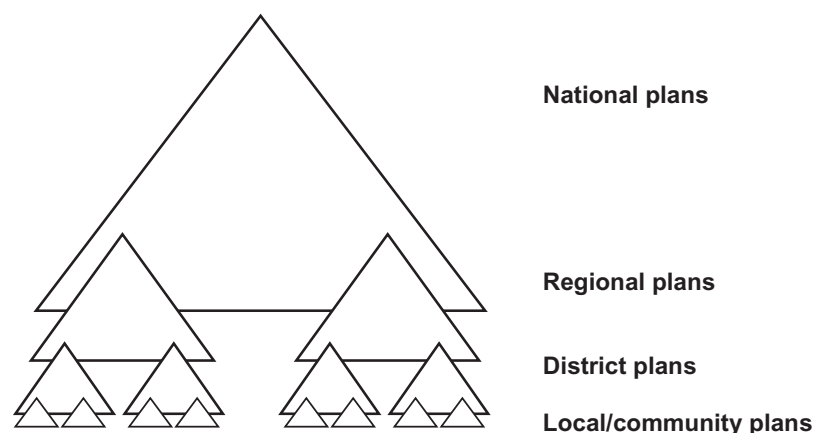 National plans
Regional plans
District plans
Local/community plans